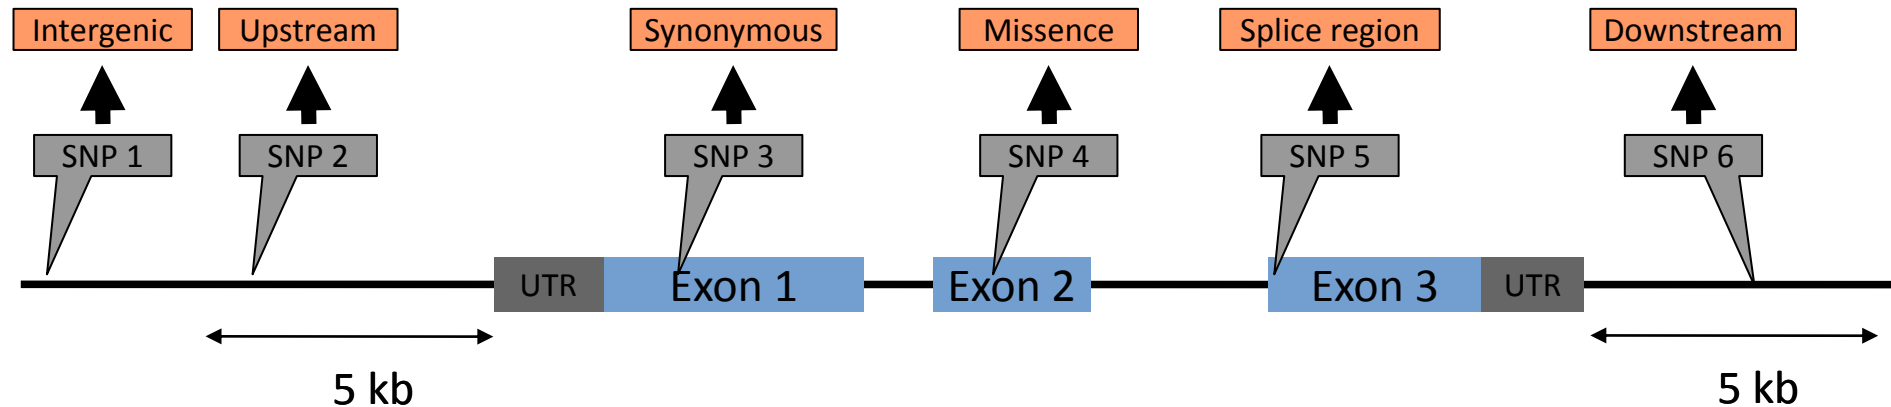 Intergenic
Upstream
Synonymous
Missence
Splice region
Downstream
SNP 1
SNP 2
SNP 3
SNP 4
SNP 5
SNP 6
UTR
Exon 1
Exon 2
Exon 3
UTR
5 kb
5 kb